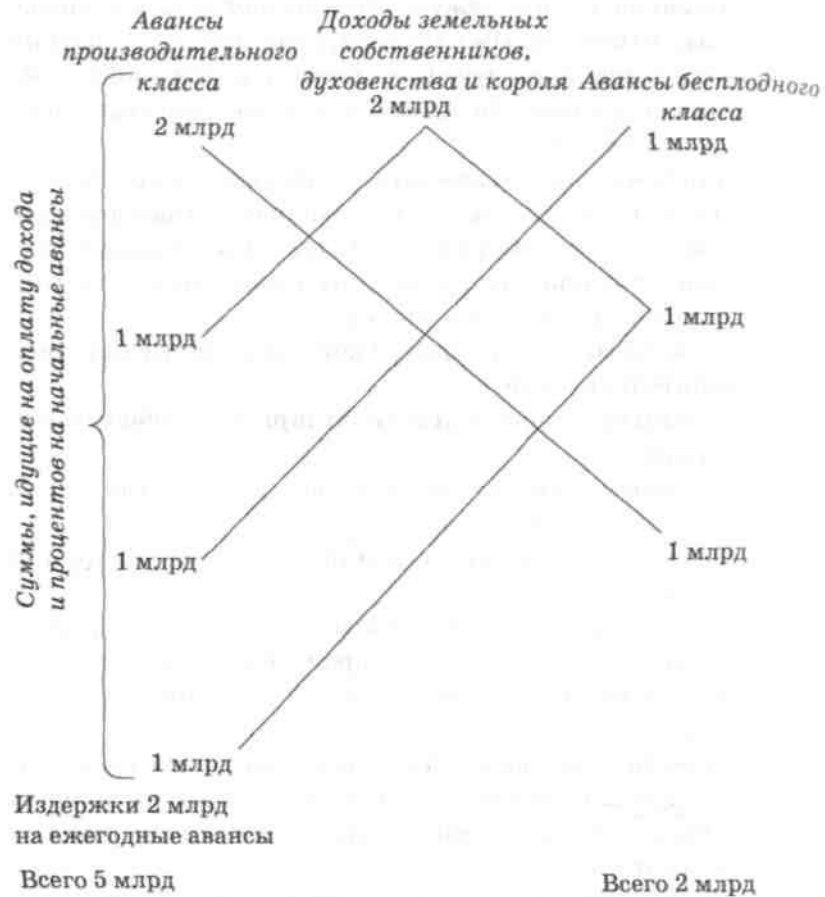 Авансы
производительного
класса
2 млрд
Доходы земельных
собственников,
духовенства и короля
2 млрд
Авансы бесплодного
класса
1 млрд
Суммы, идущие на оплату дохода
и процентов на начальные авансы
1 млрд
1 млрд
1 млрд
1 млрд
1 млрд
Издержки 2 млрд
на ежегодные авансы
Всего 5 млрд
Всего 2 млрд